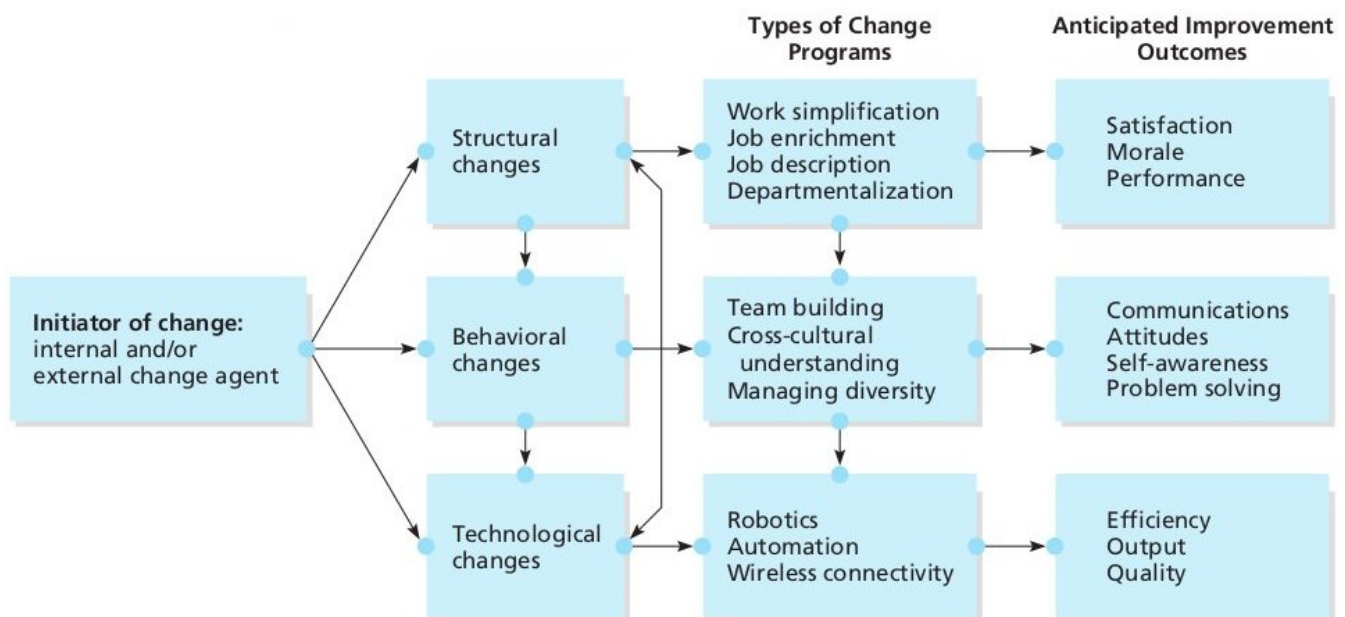 Types of Change
Programs
Anticipated Improvement
Outcomes
Structural
changes
Work simplification
Job enrichment
Job description
Departmentalization
Satisfaction
Morale
Performance
Initiator of change:
internal and/or
external change agent
Behavioral
changes
Team building
Cross-cultural
understanding
Managing diversity
Communications
Attitudes
Self-awareness
Problem solving
Technological
changes
Robotics
Automation
Wireless connectivity
Efficiency
Output
Quality